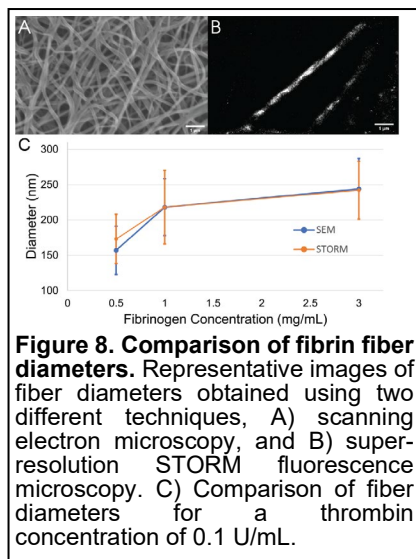 A
B
1 μm
1 μm
C
300
250
200
150
100
Diameter (nm)
SEM
STORM
0 0.5 1 1.5 2 2.5 3
Fibrinogen Concentration (mg/mL)
Figure 8. Comparison of fibrin fiber
diameters. Representative images of
fiber diameters obtained using two
different techniques, A) scanning
electron microscopy, and B) super-
resolution STORM fluorescence
microscopy. C) Comparison of fiber
diameters for a thrombin
concentration of 0.1 U/mL.